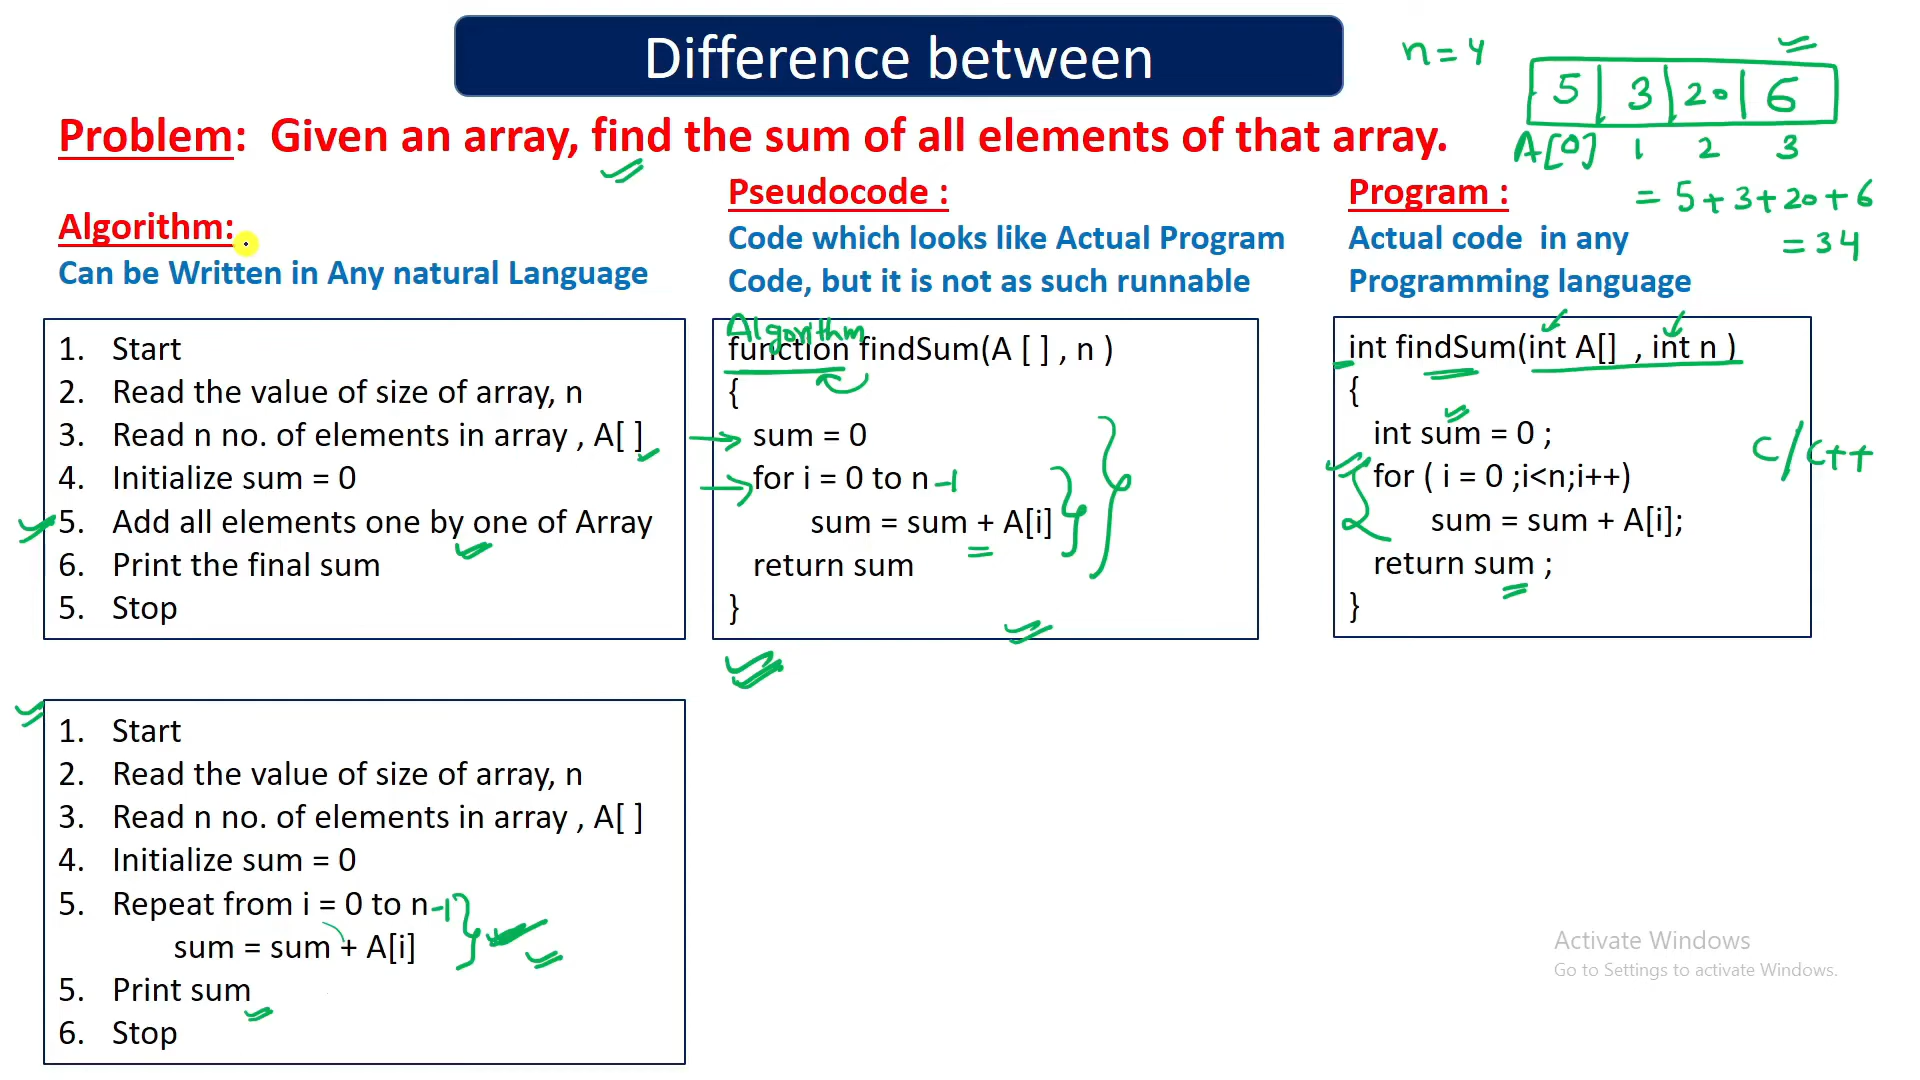 Difference between
n = 4
5 3 20 6
A[0] 1 2 3
= 5 + 3 + 20 + 6
= 34
Problem: Given an array, find the sum of all elements of that array.
Algorithm:
Can be Written in Any natural Language
1. Start
2. Read the value of size of array, n
3. Read n no. of elements in array , A[ ]
4. Initialize sum = 0
5. Add all elements one by one of Array
6. Print the final sum
5. Stop
1. Start
2. Read the value of size of array, n
3. Read n no. of elements in array , A[ ]
4. Initialize sum = 0
5. Repeat from i = 0 to n -1
sum = sum + A[i]
5. Print sum
6. Stop
Pseudocode :
Code which looks like Actual Program
Code, but it is not as such runnable
Algorithm
function findSum(A [ ] , n )
{
sum = 0
for i = 0 to n -1
sum = sum + A[i]
return sum
}
Program :
Actual code in any
Programming language
int findSum(int A[] , int n )
{
int sum = 0 ;
for ( i = 0 ;i<n;i++)
sum = sum + A[i];
return sum ;
}
C/C++
Activate Windows
Go to Settings to activate Windows.